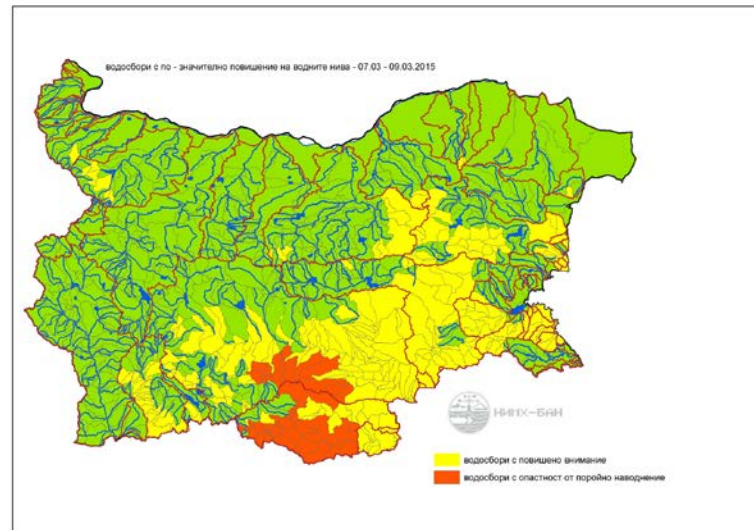 водосбори с по - значително повишение на водните нива - 07.03 - 09.03.2015
НИМХ-БАН
водосбори с повишено внимание
водосбори с опасност от поройно наводнение